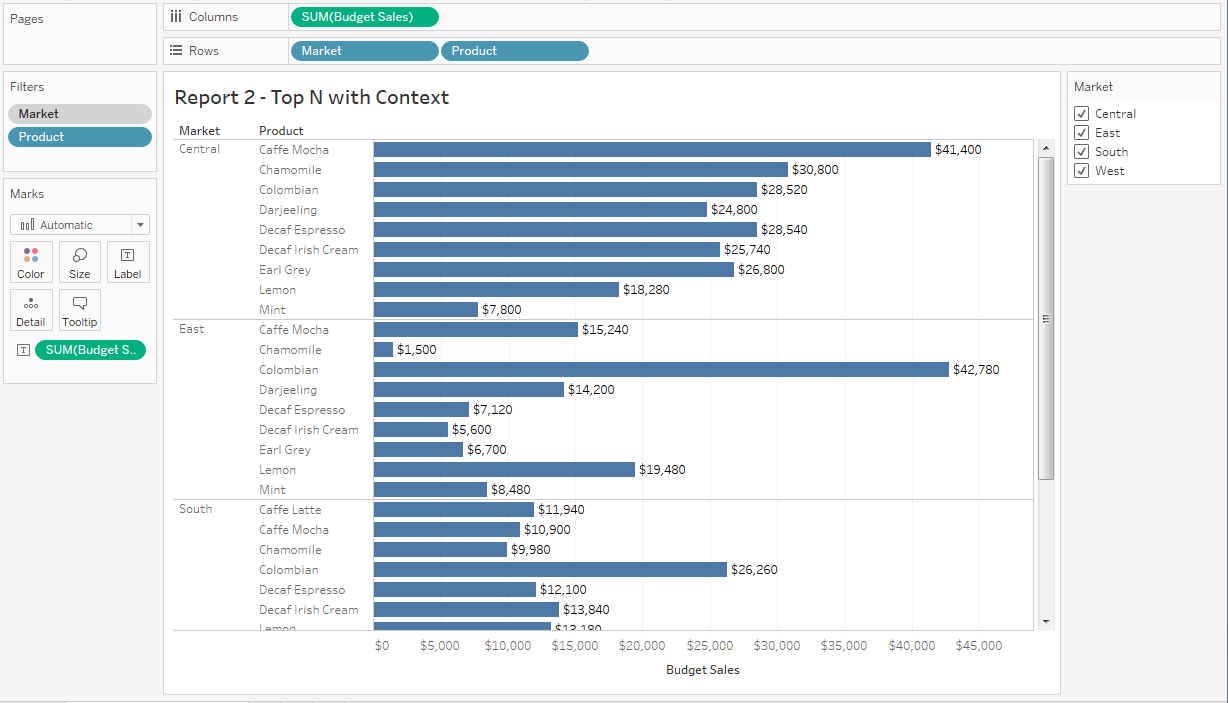 Pages
Columns
SUM(Budget Sales)
Rows
Market Product
Filters
Market
Product
Marks
Automatic
Color Size Label
Detail Tooltip
SUM(Budget S..
Report 2 - Top N with Context
Market Product
Central Caffe Mocha $41,400
Chamomile $30,800
Colombian $28,520
Darjeeling $24,800
Decaf Espresso $28,540
Decaf Irish Cream $25,740
Earl Grey $26,800
Lemon $18,280
Mint $7,800
East Caffe Mocha $15,240
Chamomile $1,500
Colombian $42,780
Darjeeling $14,200
Decaf Espresso $7,120
Decaf Irish Cream $5,600
Earl Grey $6,700
Lemon $19,480
Mint $8,480
South Caffe Latte $11,940
Caffe Mocha $10,900
Chamomile $9,980
Colombian $26,260
Decaf Espresso $12,100
Decaf Irish Cream $13,840
Lemon $13,180
$0 $5,000 $10,000 $15,000 $20,000 $25,000 $30,000 $35,000 $40,000 $45,000
Budget Sales
Market
Central
East
South
West